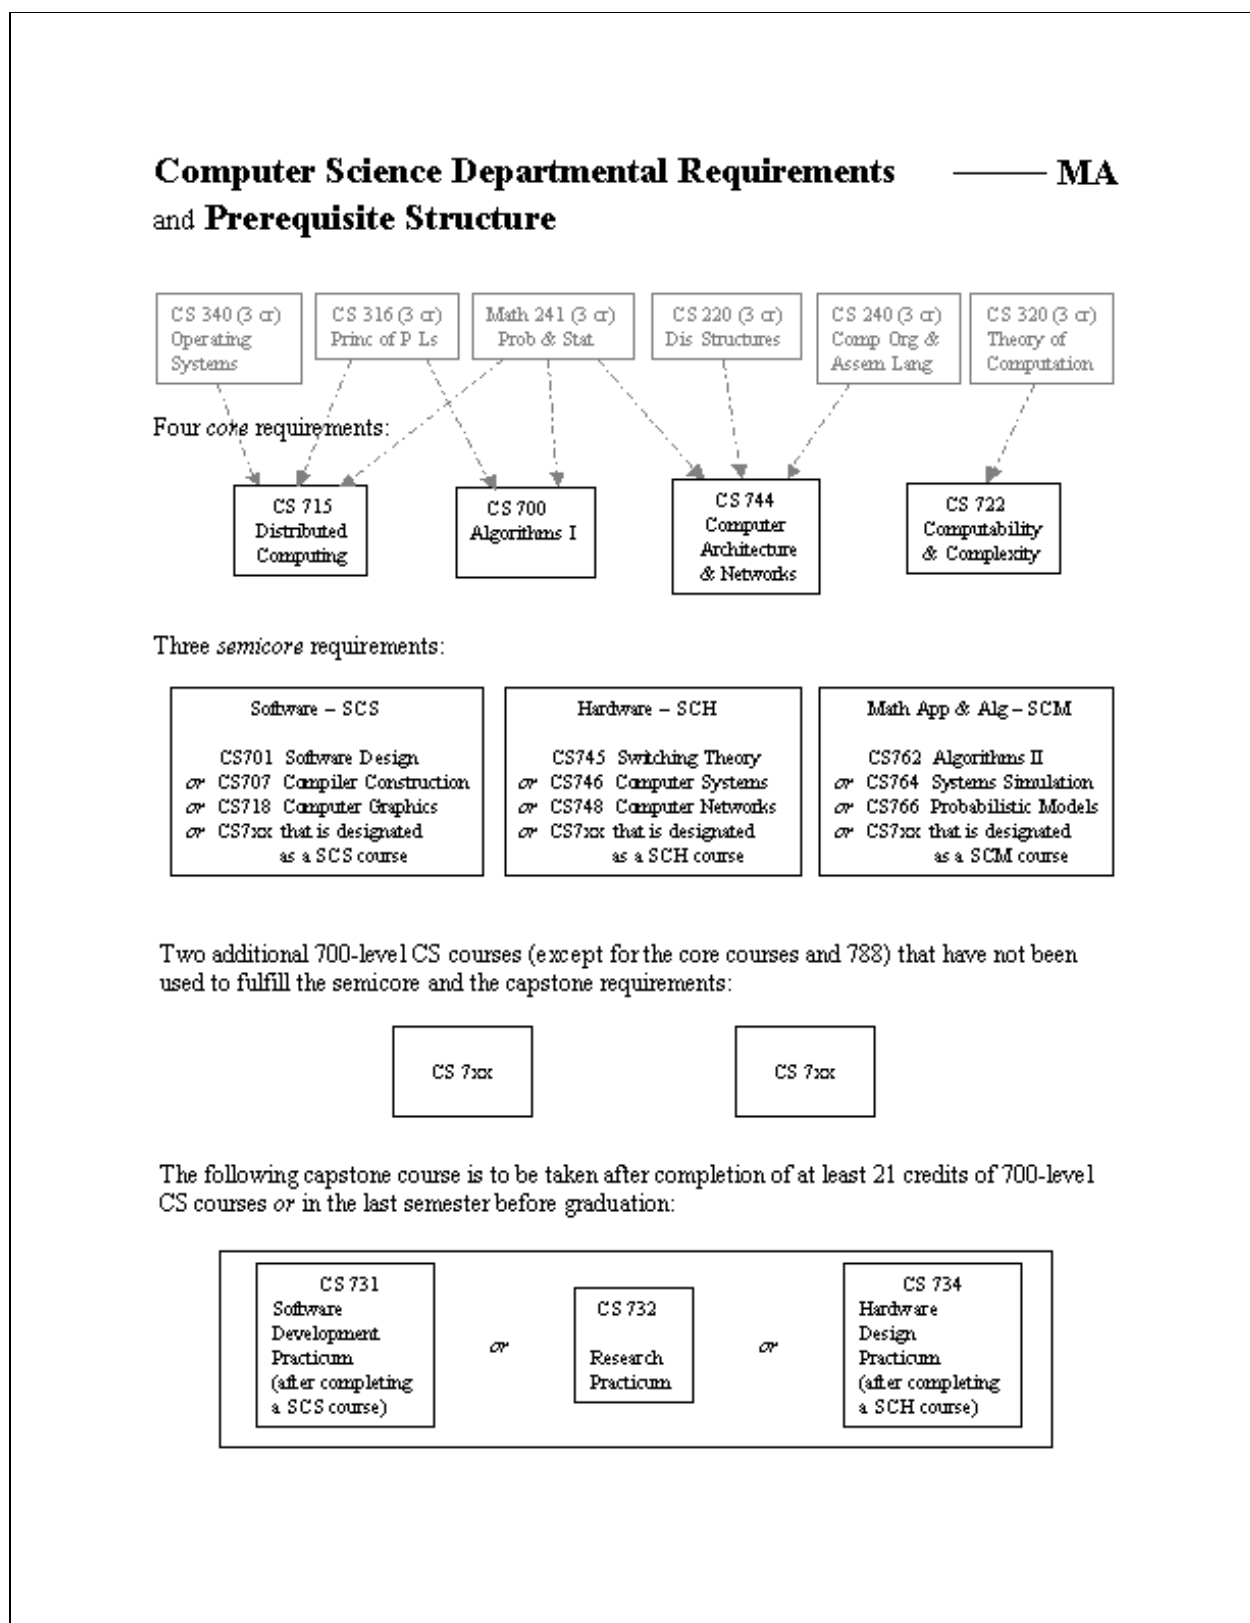 Computer Science Departmental Requirements ——— MA
and Prerequisite Structure
CS 340 (3 cr)
Operating
Systems
CS 316 (3 cr)
Princ of P Ls
Math 241 (3 cr)
Prob & Stat
CS 220 (3 cr)
Dis Structures
CS 240 (3 cr)
Comp Org &
Assem Lang
CS 320 (3 cr)
Theory of
Computation
Four core requirements:
CS 715
Distributed
Computing
CS 700
Algorithms I
CS 744
Computer
Architecture
& Networks
CS 722
Computability
& Complexity
Three semicore requirements:
Software – SCS
CS701 Software Design
or CS707 Compiler Construction
or CS718 Computer Graphics
or CS7xx that is designated
as a SCS course
Hardware – SCH
CS745 Switching Theory
or CS746 Computer Systems
or CS748 Computer Networks
or CS7xx that is designated
as a SCH course
Math App & Alg – SCM
CS762 Algorithms II
or CS764 Systems Simulation
or CS766 Probabilistic Models
or CS7xx that is designated
as a SCM course
Two additional 700-level CS courses (except for the core courses and 788) that have not been
used to fulfill the semicore and the capstone requirements:
CS 7xx
CS 7xx
The following capstone course is to be taken after completion of at least 21 credits of 700-level
CS courses or in the last semester before graduation:
CS 731
Software
Development
Practicum
(after completing
a SCS course)
or
CS 732
Research
Practicum
or
CS 734
Hardware
Design
Practicum
(after completing
a SCH course)